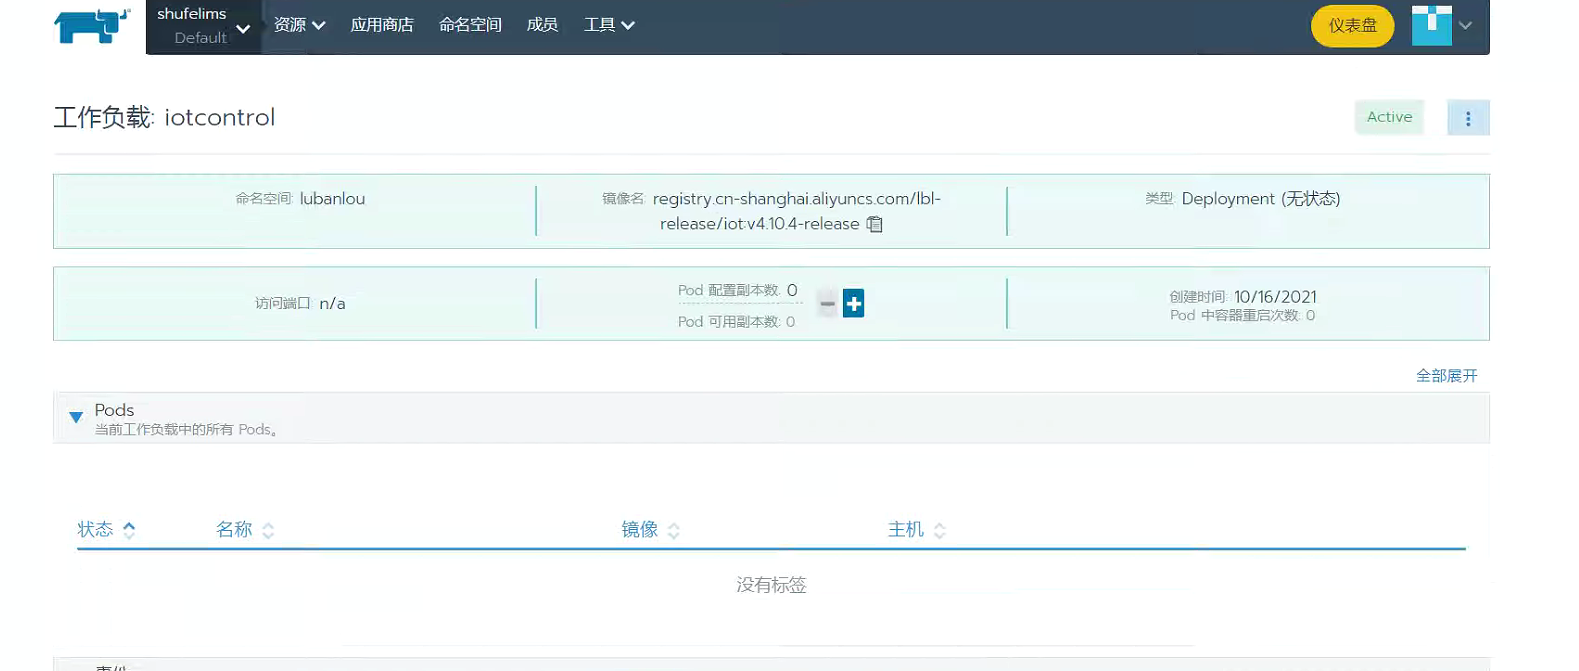 shufelims
Default
资源 应用商店 命名空间 成员 工具 仪表盘
工作负载: iotcontrol
Active
命名空间: lubanlou
镜像名: registry.cn-shanghai.aliyuncs.com/lbl-
release/iot:v4.10.4-release
类型: Deployment (无状态)
访问端口: n/a
Pod 配置副本数: 0
Pod 可用副本数: 0
创建时间: 10/16/2021
Pod 中容器重启次数: 0
全部展开
Pods
当前工作负载中的所有 Pods。
状态 名称 镜像 主机
没有标签